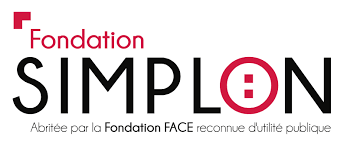 Fondation
SIMPLON
Abritée par la Fondation FACE reconnue d'utilité publique